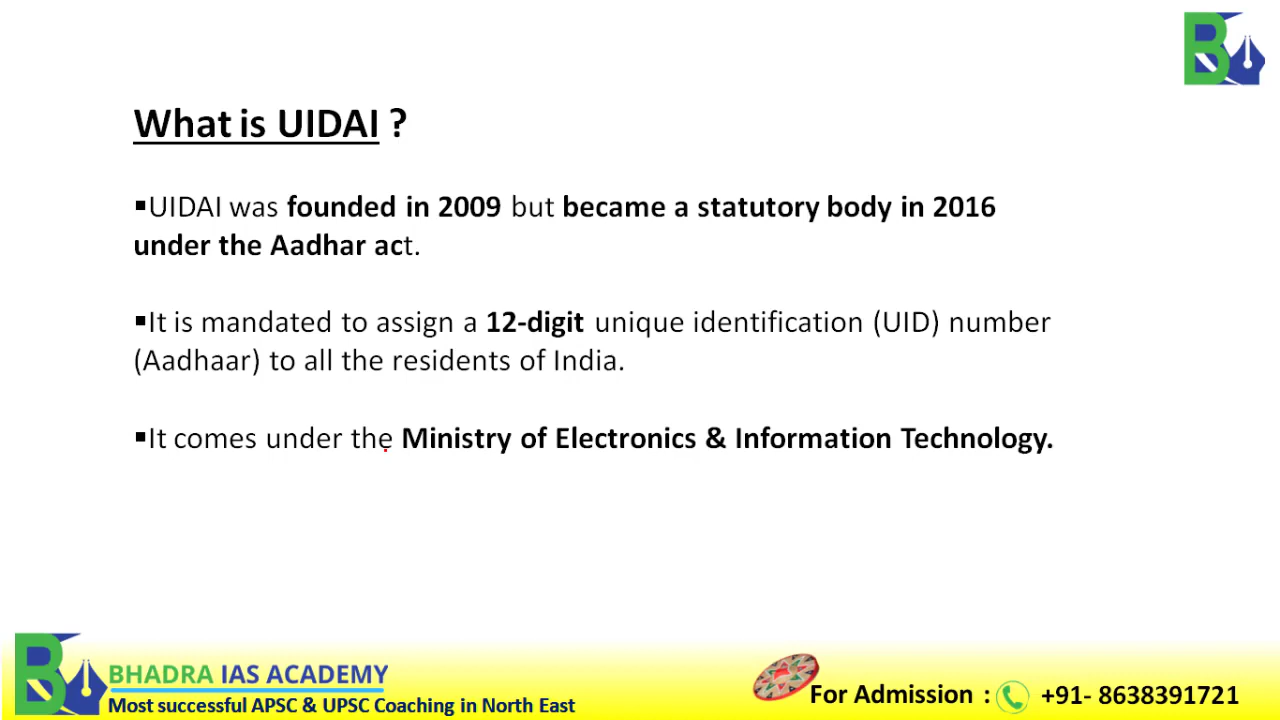 What is UIDAI ?
▪UIDAI was founded in 2009 but became a statutory body in 2016
under the Aadhar act.
▪It is mandated to assign a 12-digit unique identification (UID) number
(Aadhaar) to all the residents of India.
▪It comes under the Ministry of Electronics & Information Technology.
BHADRA IAS ACADEMY
Most successful APSC & UPSC Coaching in North East
For Admission : +91- 8638391721